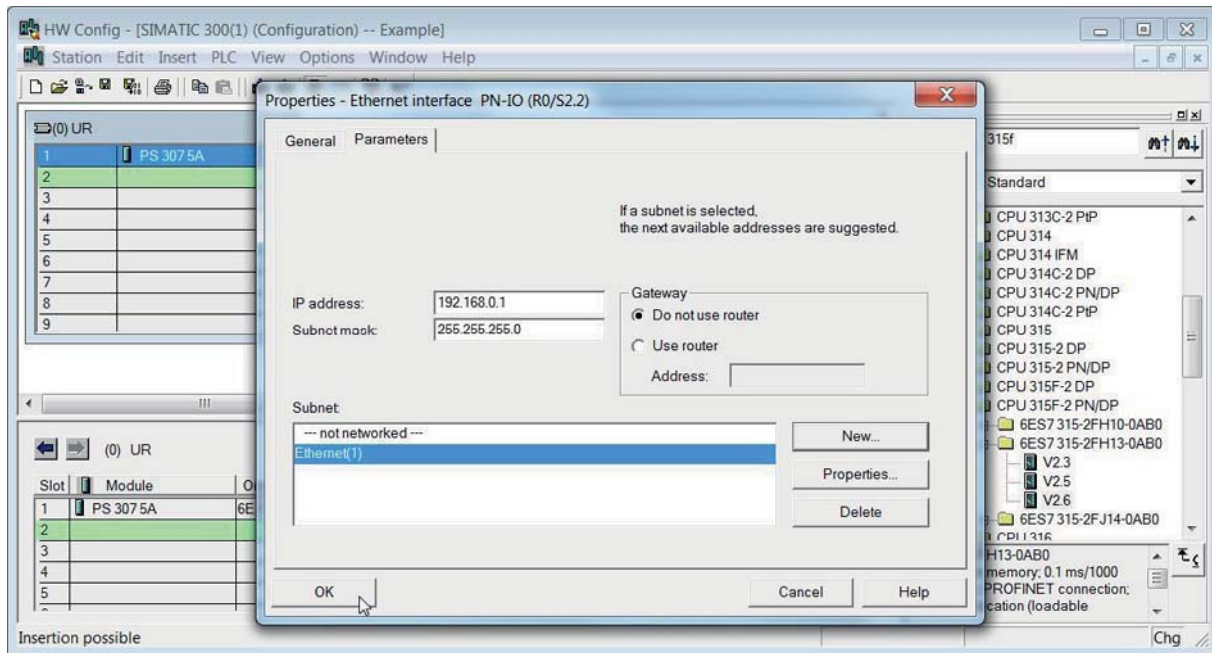 HW Config - [SIMATIC 300(1) (Configuration) -- Example]
Station Edit Insert PLC View Options Window Help
(0) UR
1 PS 307 5A
2
3
4
5
6
7
8
9
Properties - Ethernet interface PN-IO (R0/S2.2)
General Parameters
If a subnet is selected,
the next available addresses are suggested.
IP address: 192.168.0.1
Subnet mask: 255.255.255.0
Gateway
Do not use router
Use router
Address:
Subnet:
--- not networked ---
Ethernet(1)
New...
Properties...
Delete
OK
Cancel
Help
315f
Standard
CPU 313C-2 PtP
CPU 314
CPU 314 IFM
CPU 314C-2 DP
CPU 314C-2 PN/DP
CPU 314C-2 PtP
CPU 315
CPU 315-2 DP
CPU 315-2 PN/DP
CPU 315F-2 DP
CPU 315F-2 PN/DP
6ES7 315-2FH10-0AB0
6ES7 315-2FH13-0AB0
V2.3
V2.5
V2.6
6ES7 315-2FJ14-0AB0
CPU 316
H13-0AB0
memory; 0.1 ms/1000
PROFINET connection;
cation (loadable
(0) UR
Slot Module O
1 PS 307 5A 6E
2
3
4
5
Insertion possible
Chg